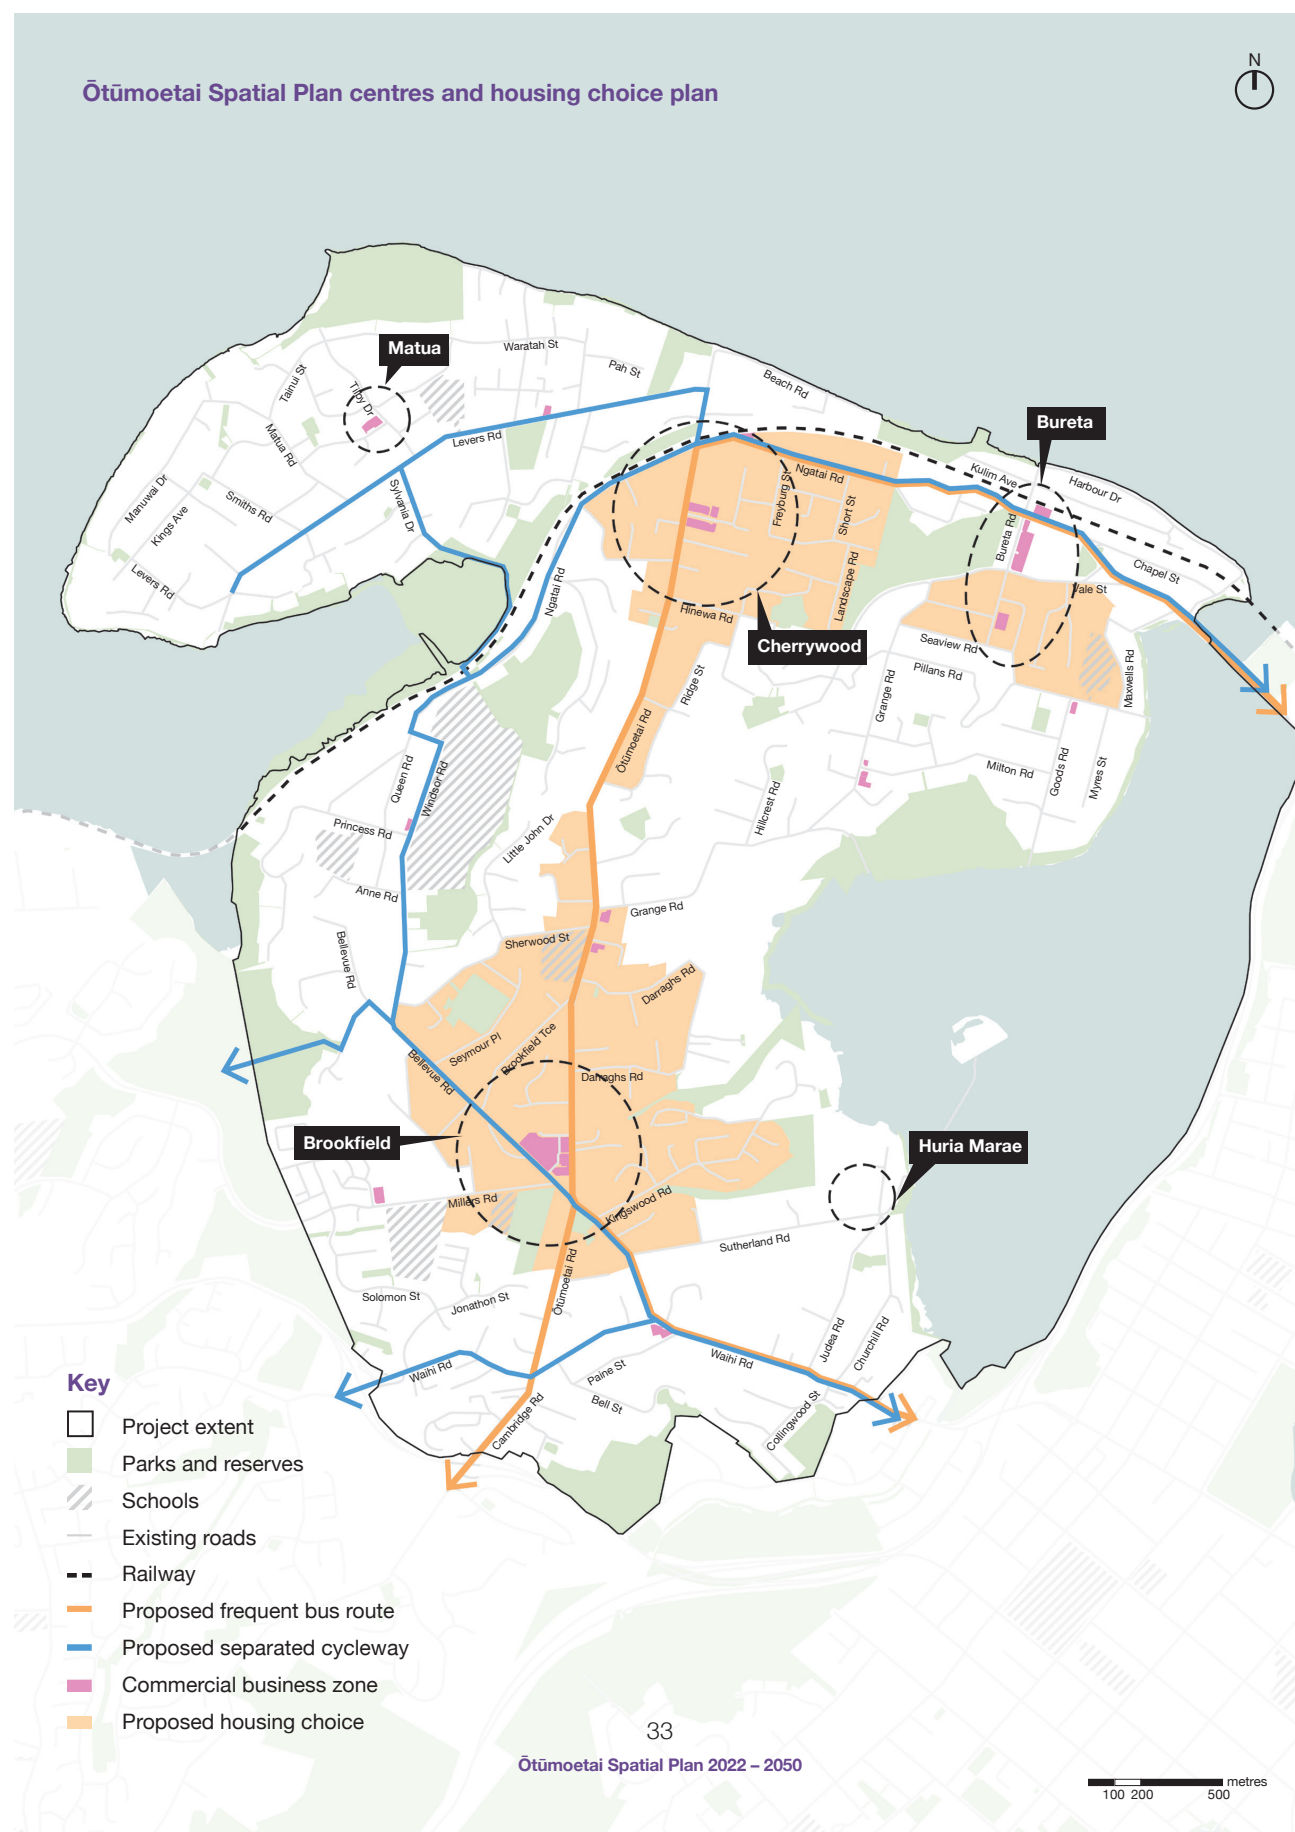 Ōtūmoetai Spatial Plan centres and housing choice plan
N
Matua
Waratah St
Pah St
Beach Rd
Tainui St
Tilby Dr
Levers Rd
Matua Rd
Bureta
Kulim Ave
Harbour Dr
Ngatai Rd
Manuwai Dr
Kings Ave
Smiths Rd
Sylvania Dr
Freyburg St
Short St
Bureta Rd
Chapel St
Levers Rd
Ngatai Rd
Landscape Rd
Vale St
Hinewa Rd
Cherrywood
Seaview Rd
Pillans Rd
Maxwells Rd
Ridge St
Grange Rd
Ōtūmoetai Rd
Queen Rd
Windsor Rd
Milton Rd
Goods Rd
Myres St
Hillcrest Rd
Princess Rd
Little John Dr
Anne Rd
Grange Rd
Bellevue Rd
Sherwood St
Darraghs Rd
Seymour Pl
Brookfield Tce
Bellevue Rd
Darraghs Rd
Brookfield
Huria Marae
Millers Rd
Kingswood Rd
Sutherland Rd
Ōtūmoetai Rd
Solomon St
Jonathon St
Judea Rd
Churchill Rd
Waihi Rd
Waihi Rd
Paine St
Bell St
Cambridge Rd
Collingwood St
Key
Project extent
Parks and reserves
Schools
Existing roads
Railway
Proposed frequent bus route
Proposed separated cycleway
Commercial business zone
Proposed housing choice
33
Ōtūmoetai Spatial Plan 2022 – 2050
metres
100 200 500